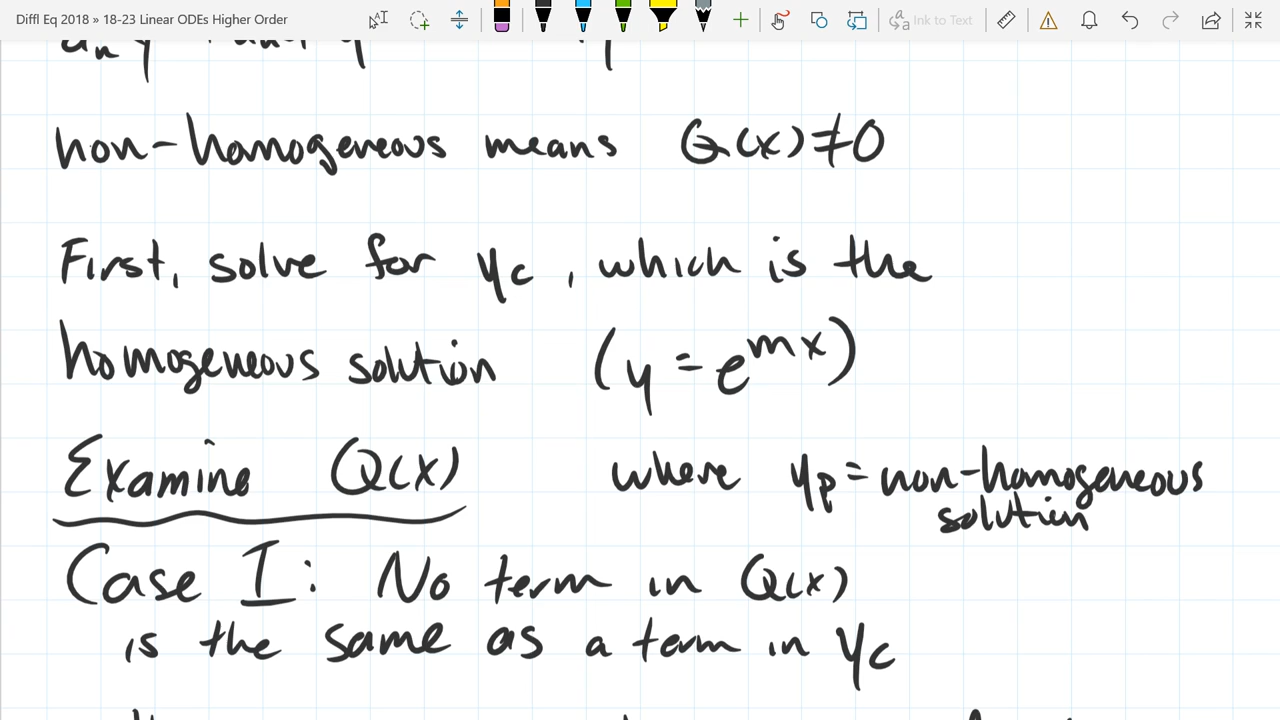 Diffl Eq 2018 » 18-23 Linear ODEs Higher Order
Ink to Text
non-homogeneous means Q(x)≠0
First, solve for yc, which is the
homogeneous solution (y = e^mx)
Examine Q(x) where yp = non-homogeneous
solution
Case I: No term in Q(x)
is the same as a term in yc